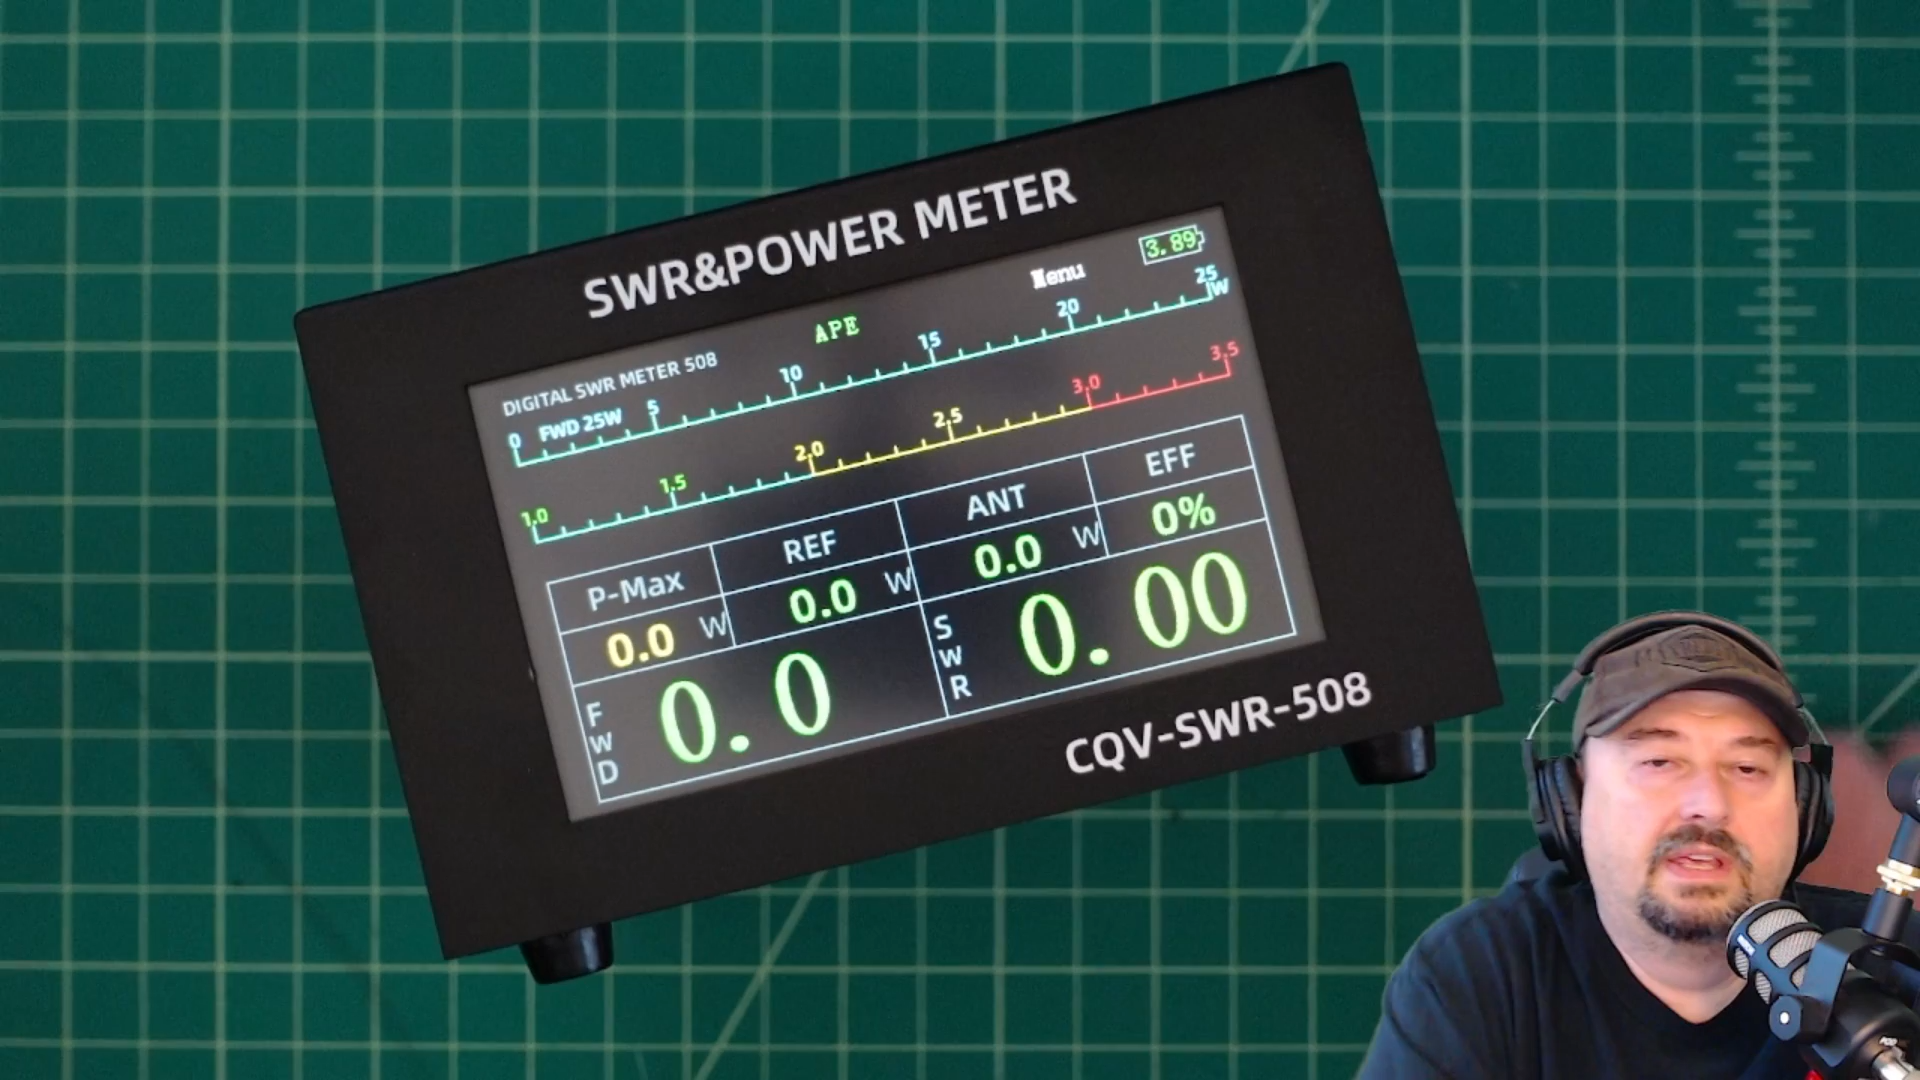 SWR&POWER METER
3.89
Menu
APE
DIGITAL SWR METER 508
FWD 25W
0 5 10 15 20 25
W
1.0 1.5 2.0 2.5 3.0 3.5
P-Max REF ANT EFF
0.0 W 0.0 W 0.0 W 0%
FWD 0.0 SWR 0.00
CQV-SWR-508